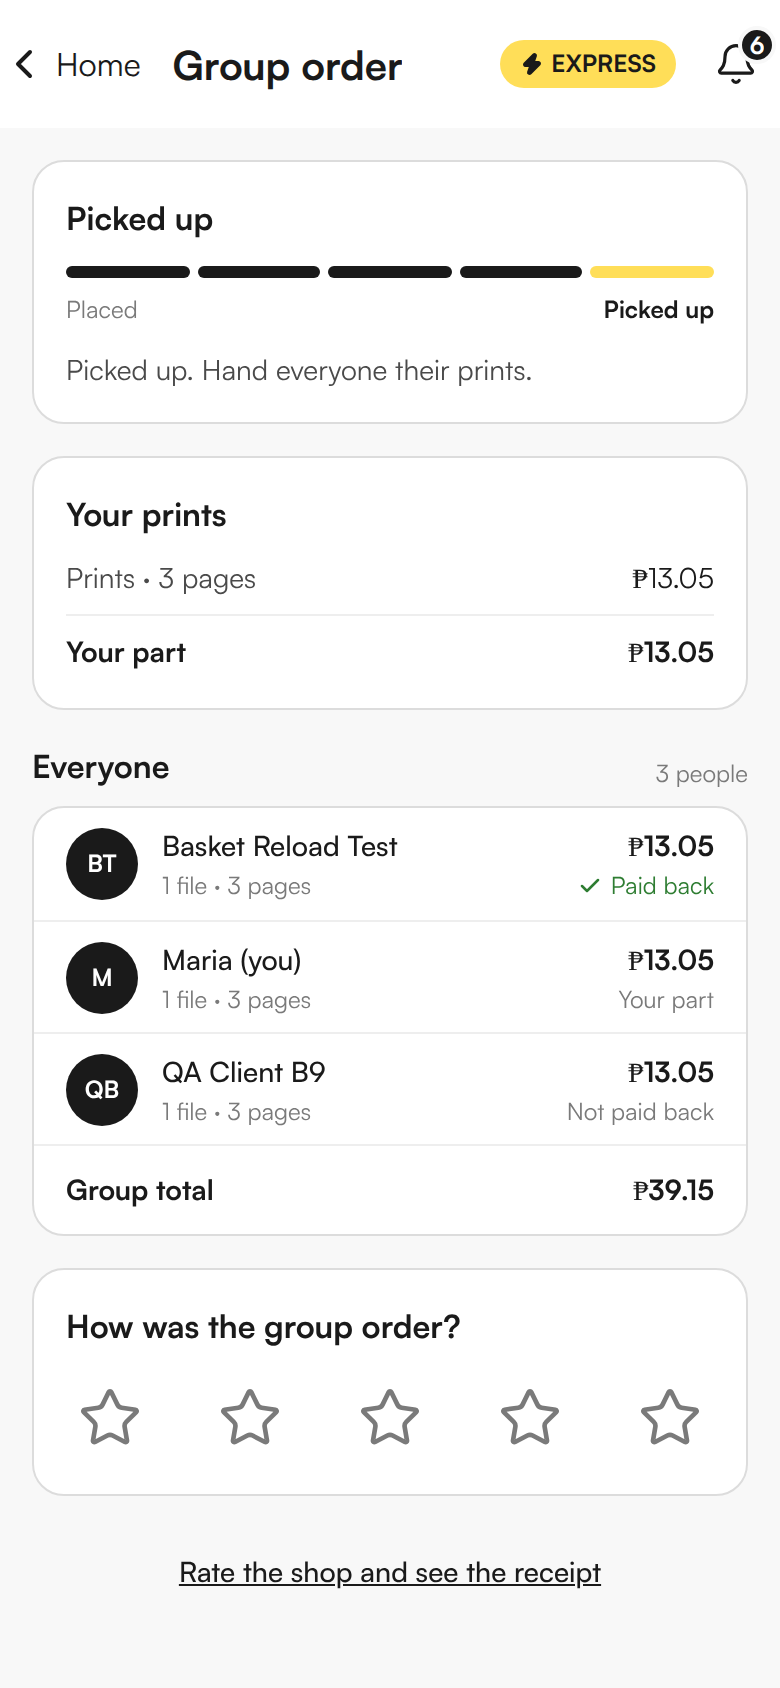 Home
Group order
EXPRESS
6
Picked up
Placed
Picked up
Picked up. Hand everyone their prints.
Your prints
Prints · 3 pages
₱13.05
Your part
₱13.05
Everyone
3 people
BT
Basket Reload Test
₱13.05
1 file · 3 pages
✓ Paid back
M
Maria (you)
₱13.05
1 file · 3 pages
Your part
QB
QA Client B9
₱13.05
1 file · 3 pages
Not paid back
Group total
₱39.15
How was the group order?
Rate the shop and see the receipt